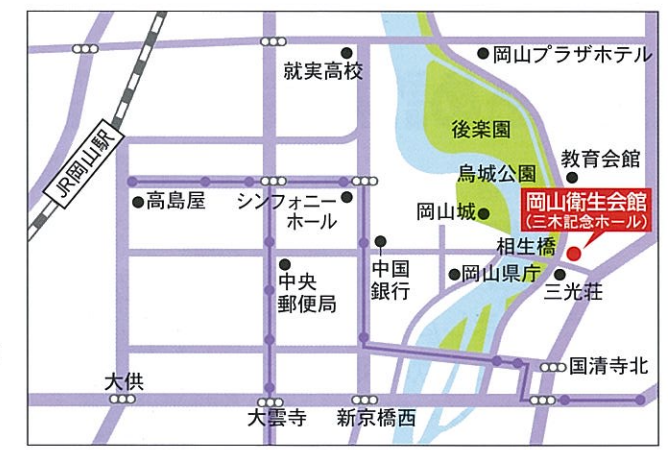 就実高校
岡山プラザホテル
JR岡山駅
後楽園
教育会館
烏城公園
高島屋
シンフォニー
ホール
岡山城
岡山衛生会館
(三木記念ホール)
相生橋
中央
郵便局
中国
銀行
岡山県庁
三光荘
国清寺北
大供
大雲寺
新京橋西